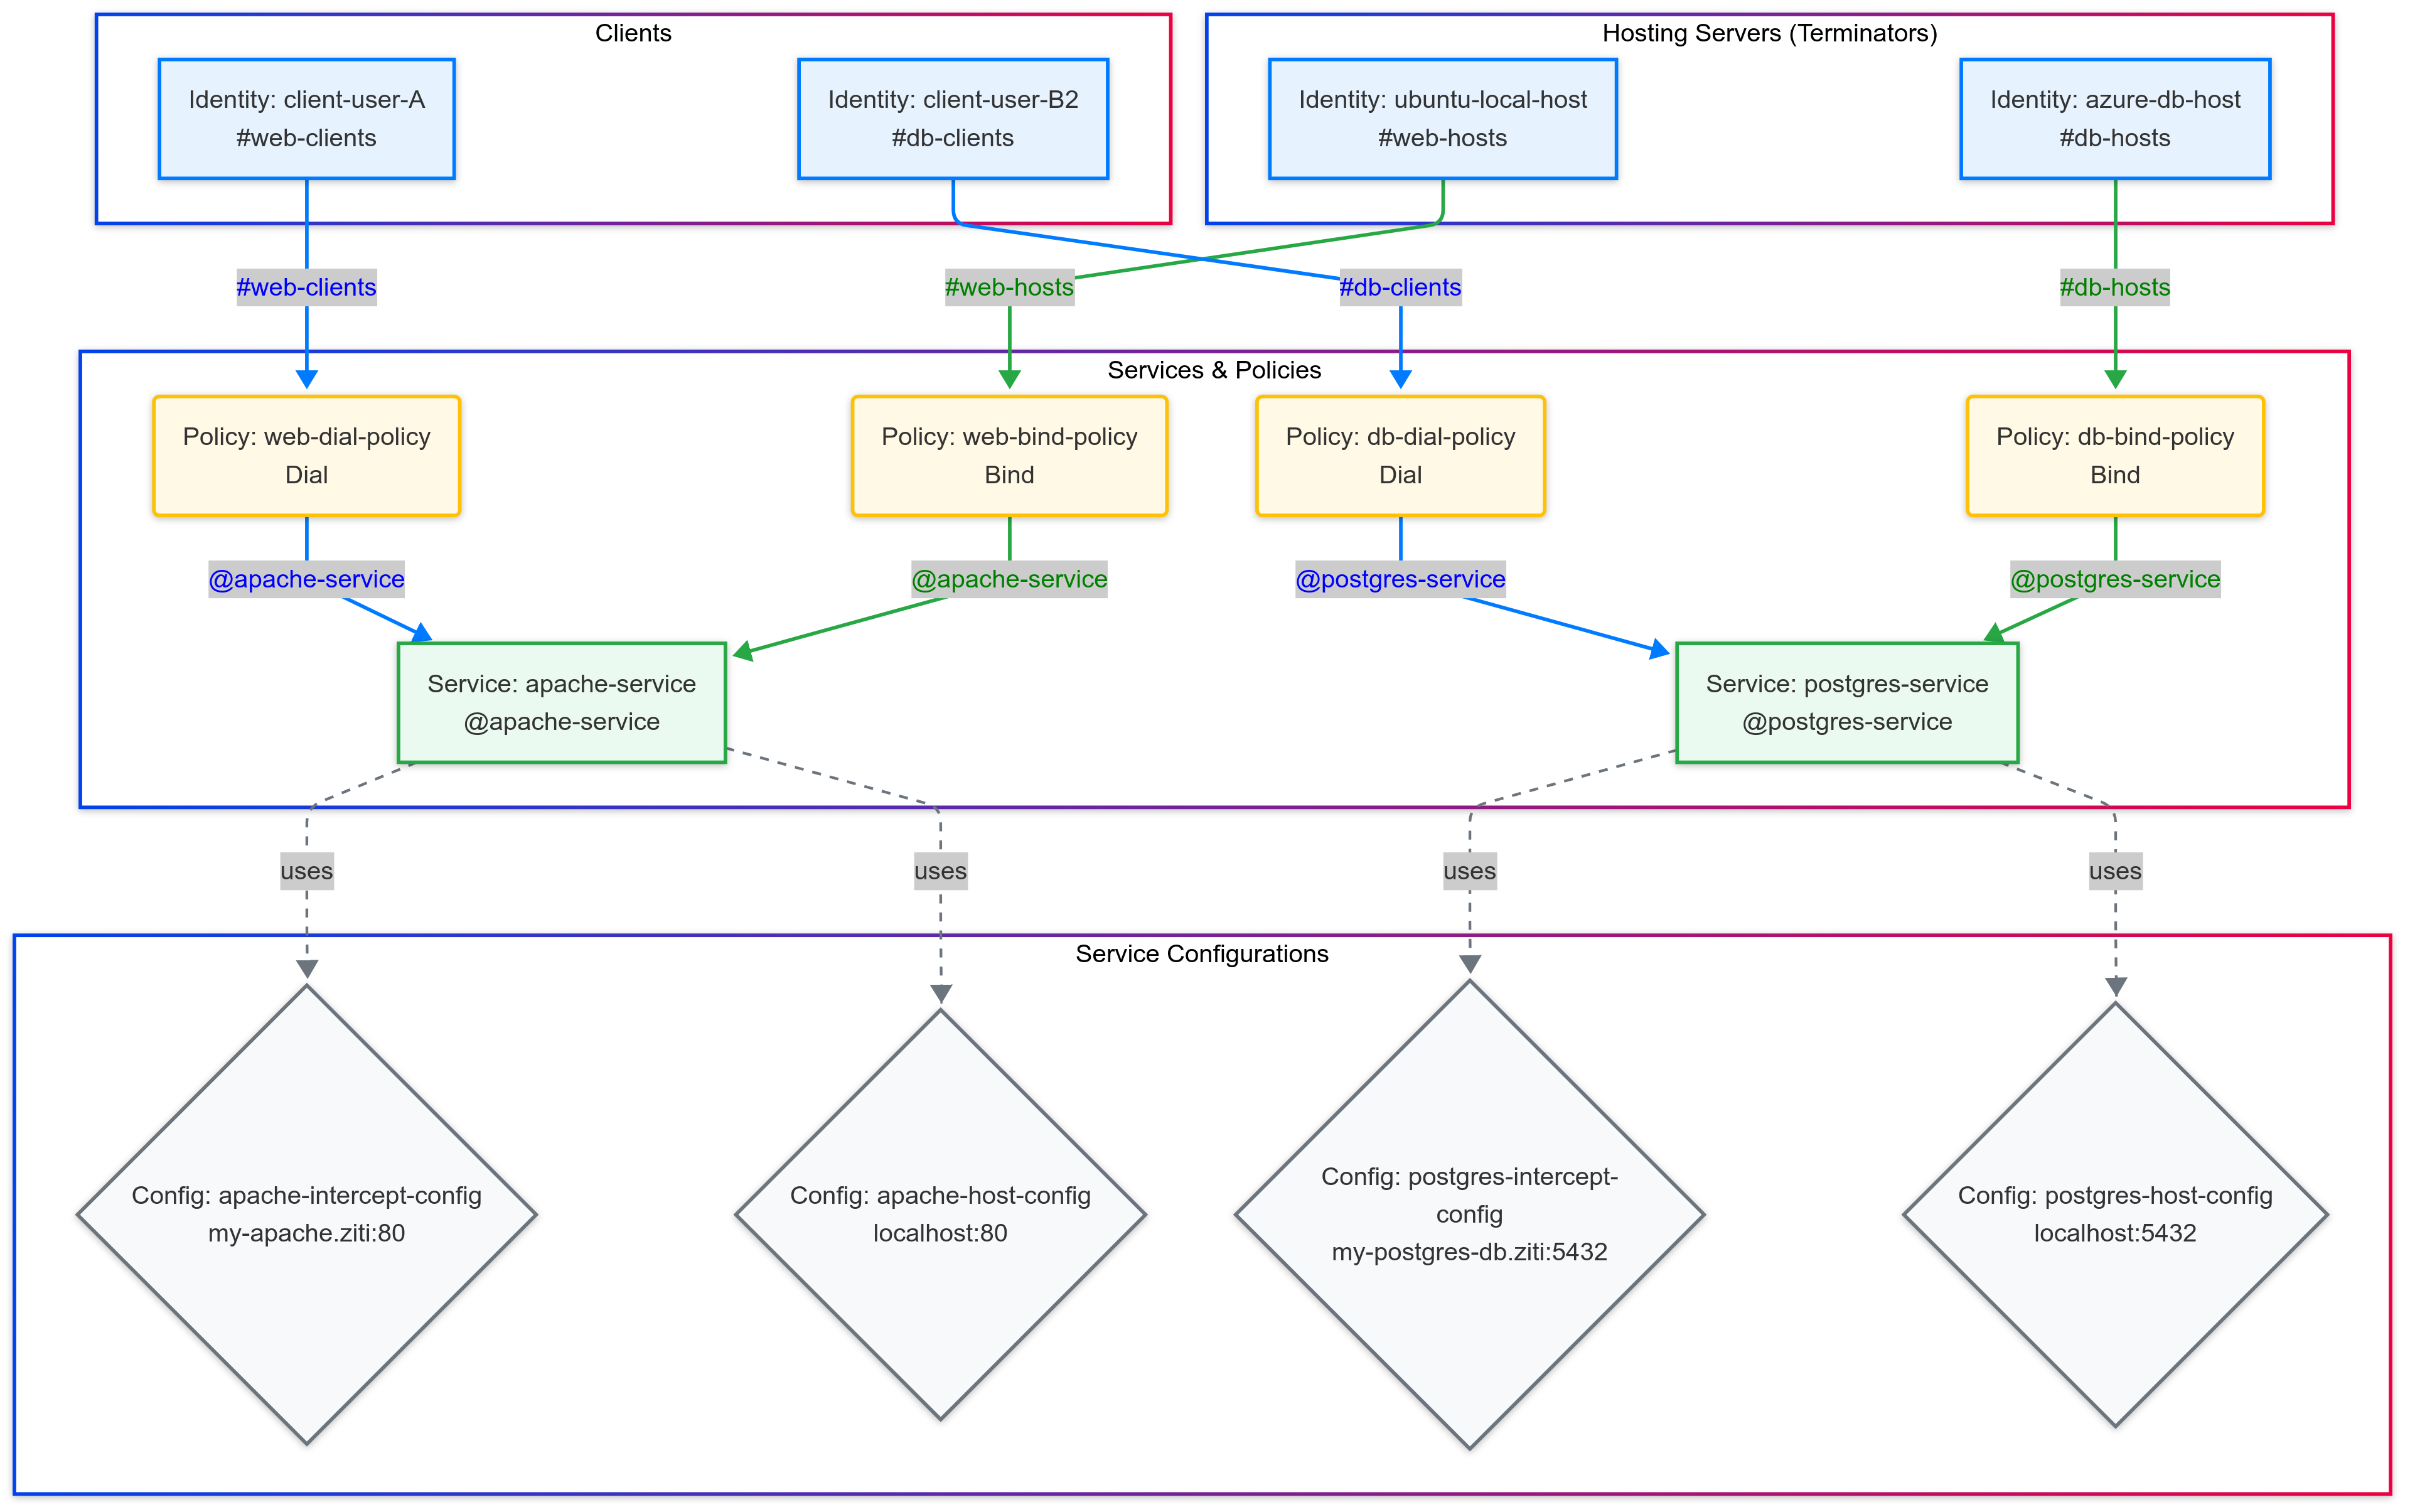 Clients
Hosting Servers (Terminators)
Identity: client-user-A
#web-clients
Identity: client-user-B2
#db-clients
Identity: ubuntu-local-host
#web-hosts
Identity: azure-db-host
#db-hosts
#web-clients
#web-hosts
#db-clients
#db-hosts
Services & Policies
Policy: web-dial-policy
Dial
Policy: web-bind-policy
Bind
Policy: db-dial-policy
Dial
Policy: db-bind-policy
Bind
@apache-service
@apache-service
@postgres-service
@postgres-service
Service: apache-service
@apache-service
Service: postgres-service
@postgres-service
uses
uses
uses
uses
Service Configurations
Config: apache-intercept-config
my-apache.ziti:80
Config: apache-host-config
localhost:80
Config: postgres-intercept-
config
my-postgres-db.ziti:5432
Config: postgres-host-config
localhost:5432